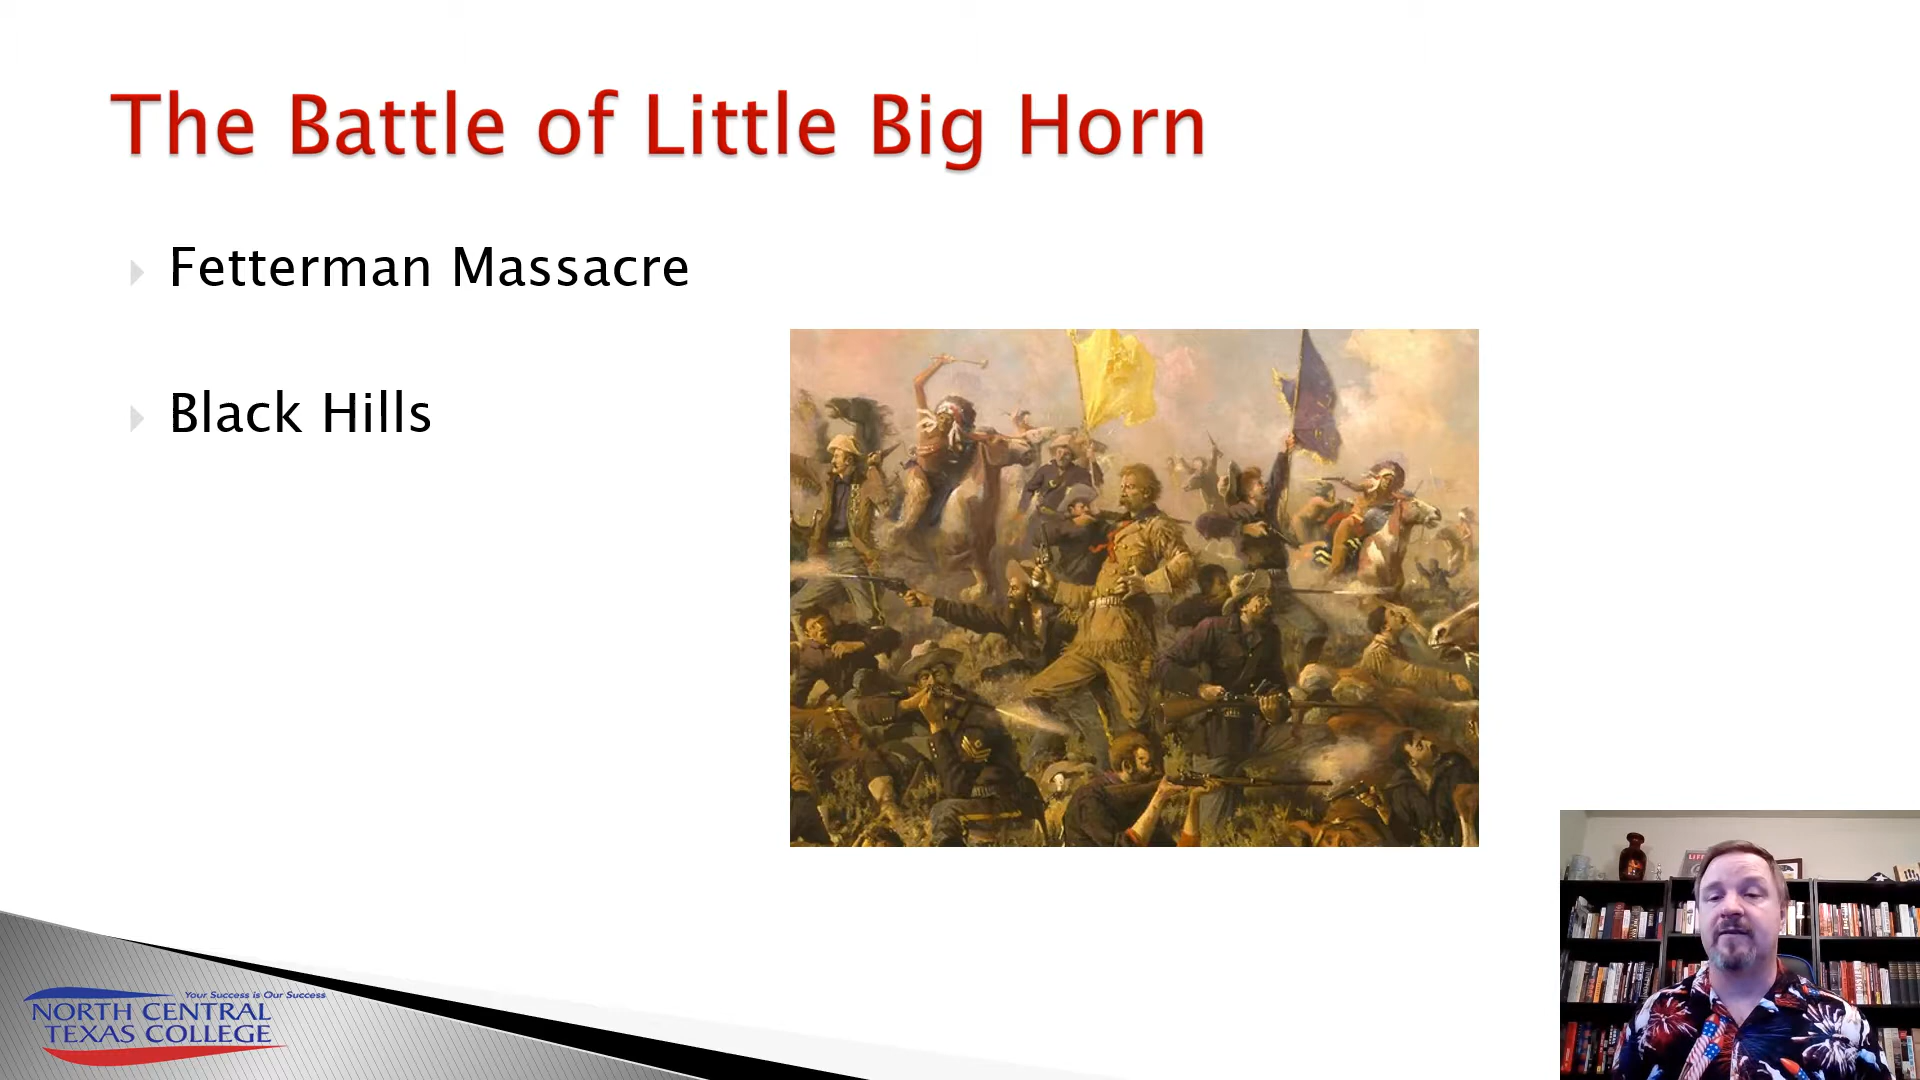 The Battle of Little Big Horn
Fetterman Massacre
Black Hills
Your Success is Our Success
NORTH CENTRAL
TEXAS COLLEGE